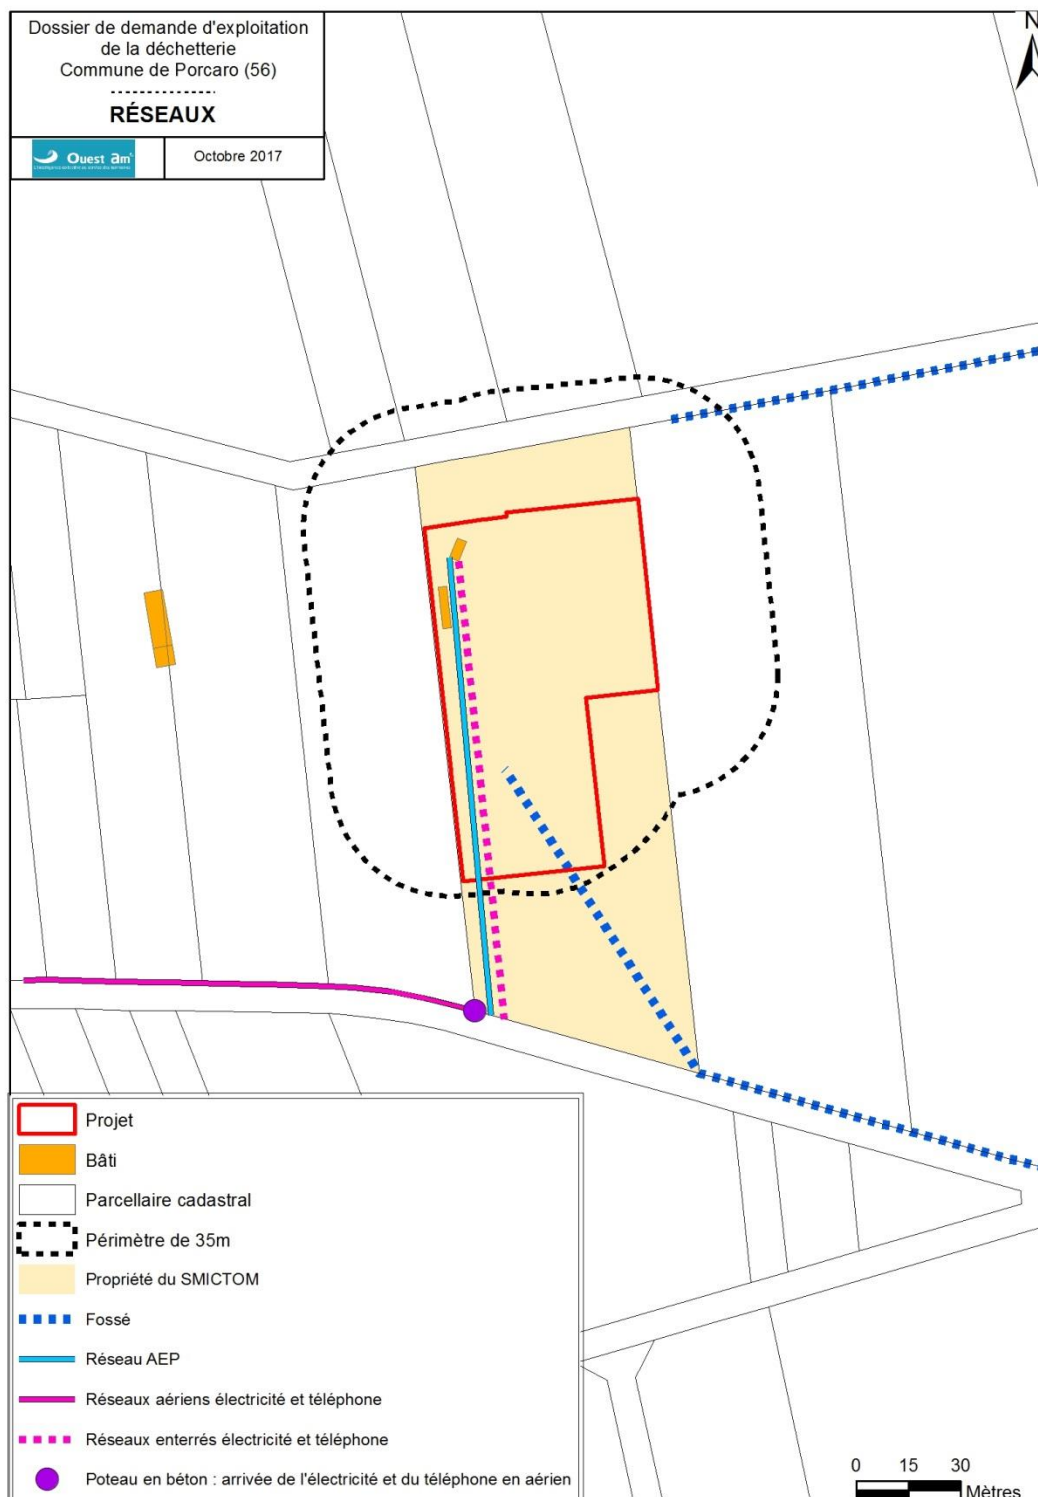 Dossier de demande d'exploitation
de la déchetterie
Commune de Porcaro (56)
RÉSEAUX
Ouest am'
Octobre 2017
N
Projet
Bâti
Parcellaire cadastral
Périmètre de 35m
Propriété du SMICTOM
Fossé
Réseau AEP
Réseaux aériens électricité et téléphone
Réseaux enterrés électricité et téléphone
Poteau en béton : arrivée de l'électricité et du téléphone en aérien
0 15 30
Mètres